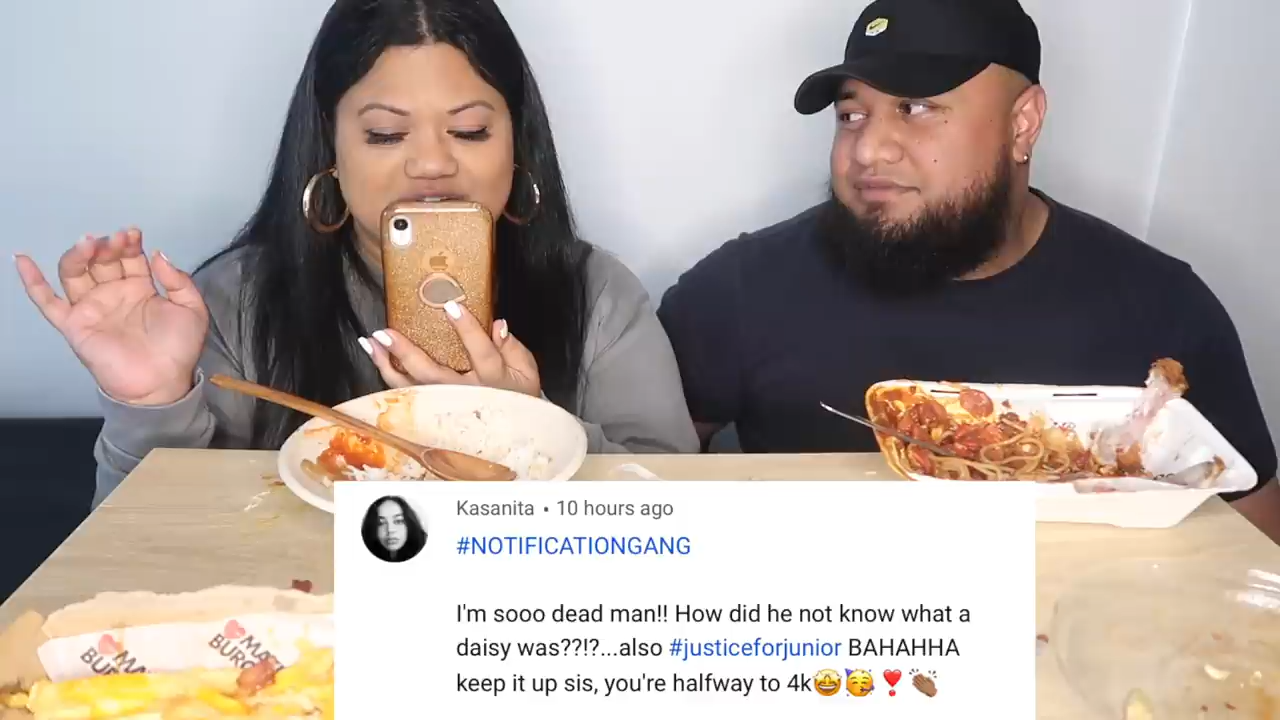 Kasanita • 10 hours ago
#NOTIFICATIONGANG
I'm sooo dead man!! How did he not know what a
daisy was??!?...also #justiceforjunior BAHAHHA
keep it up sis, you're halfway to 4k🤩🥳❣️👏🏾